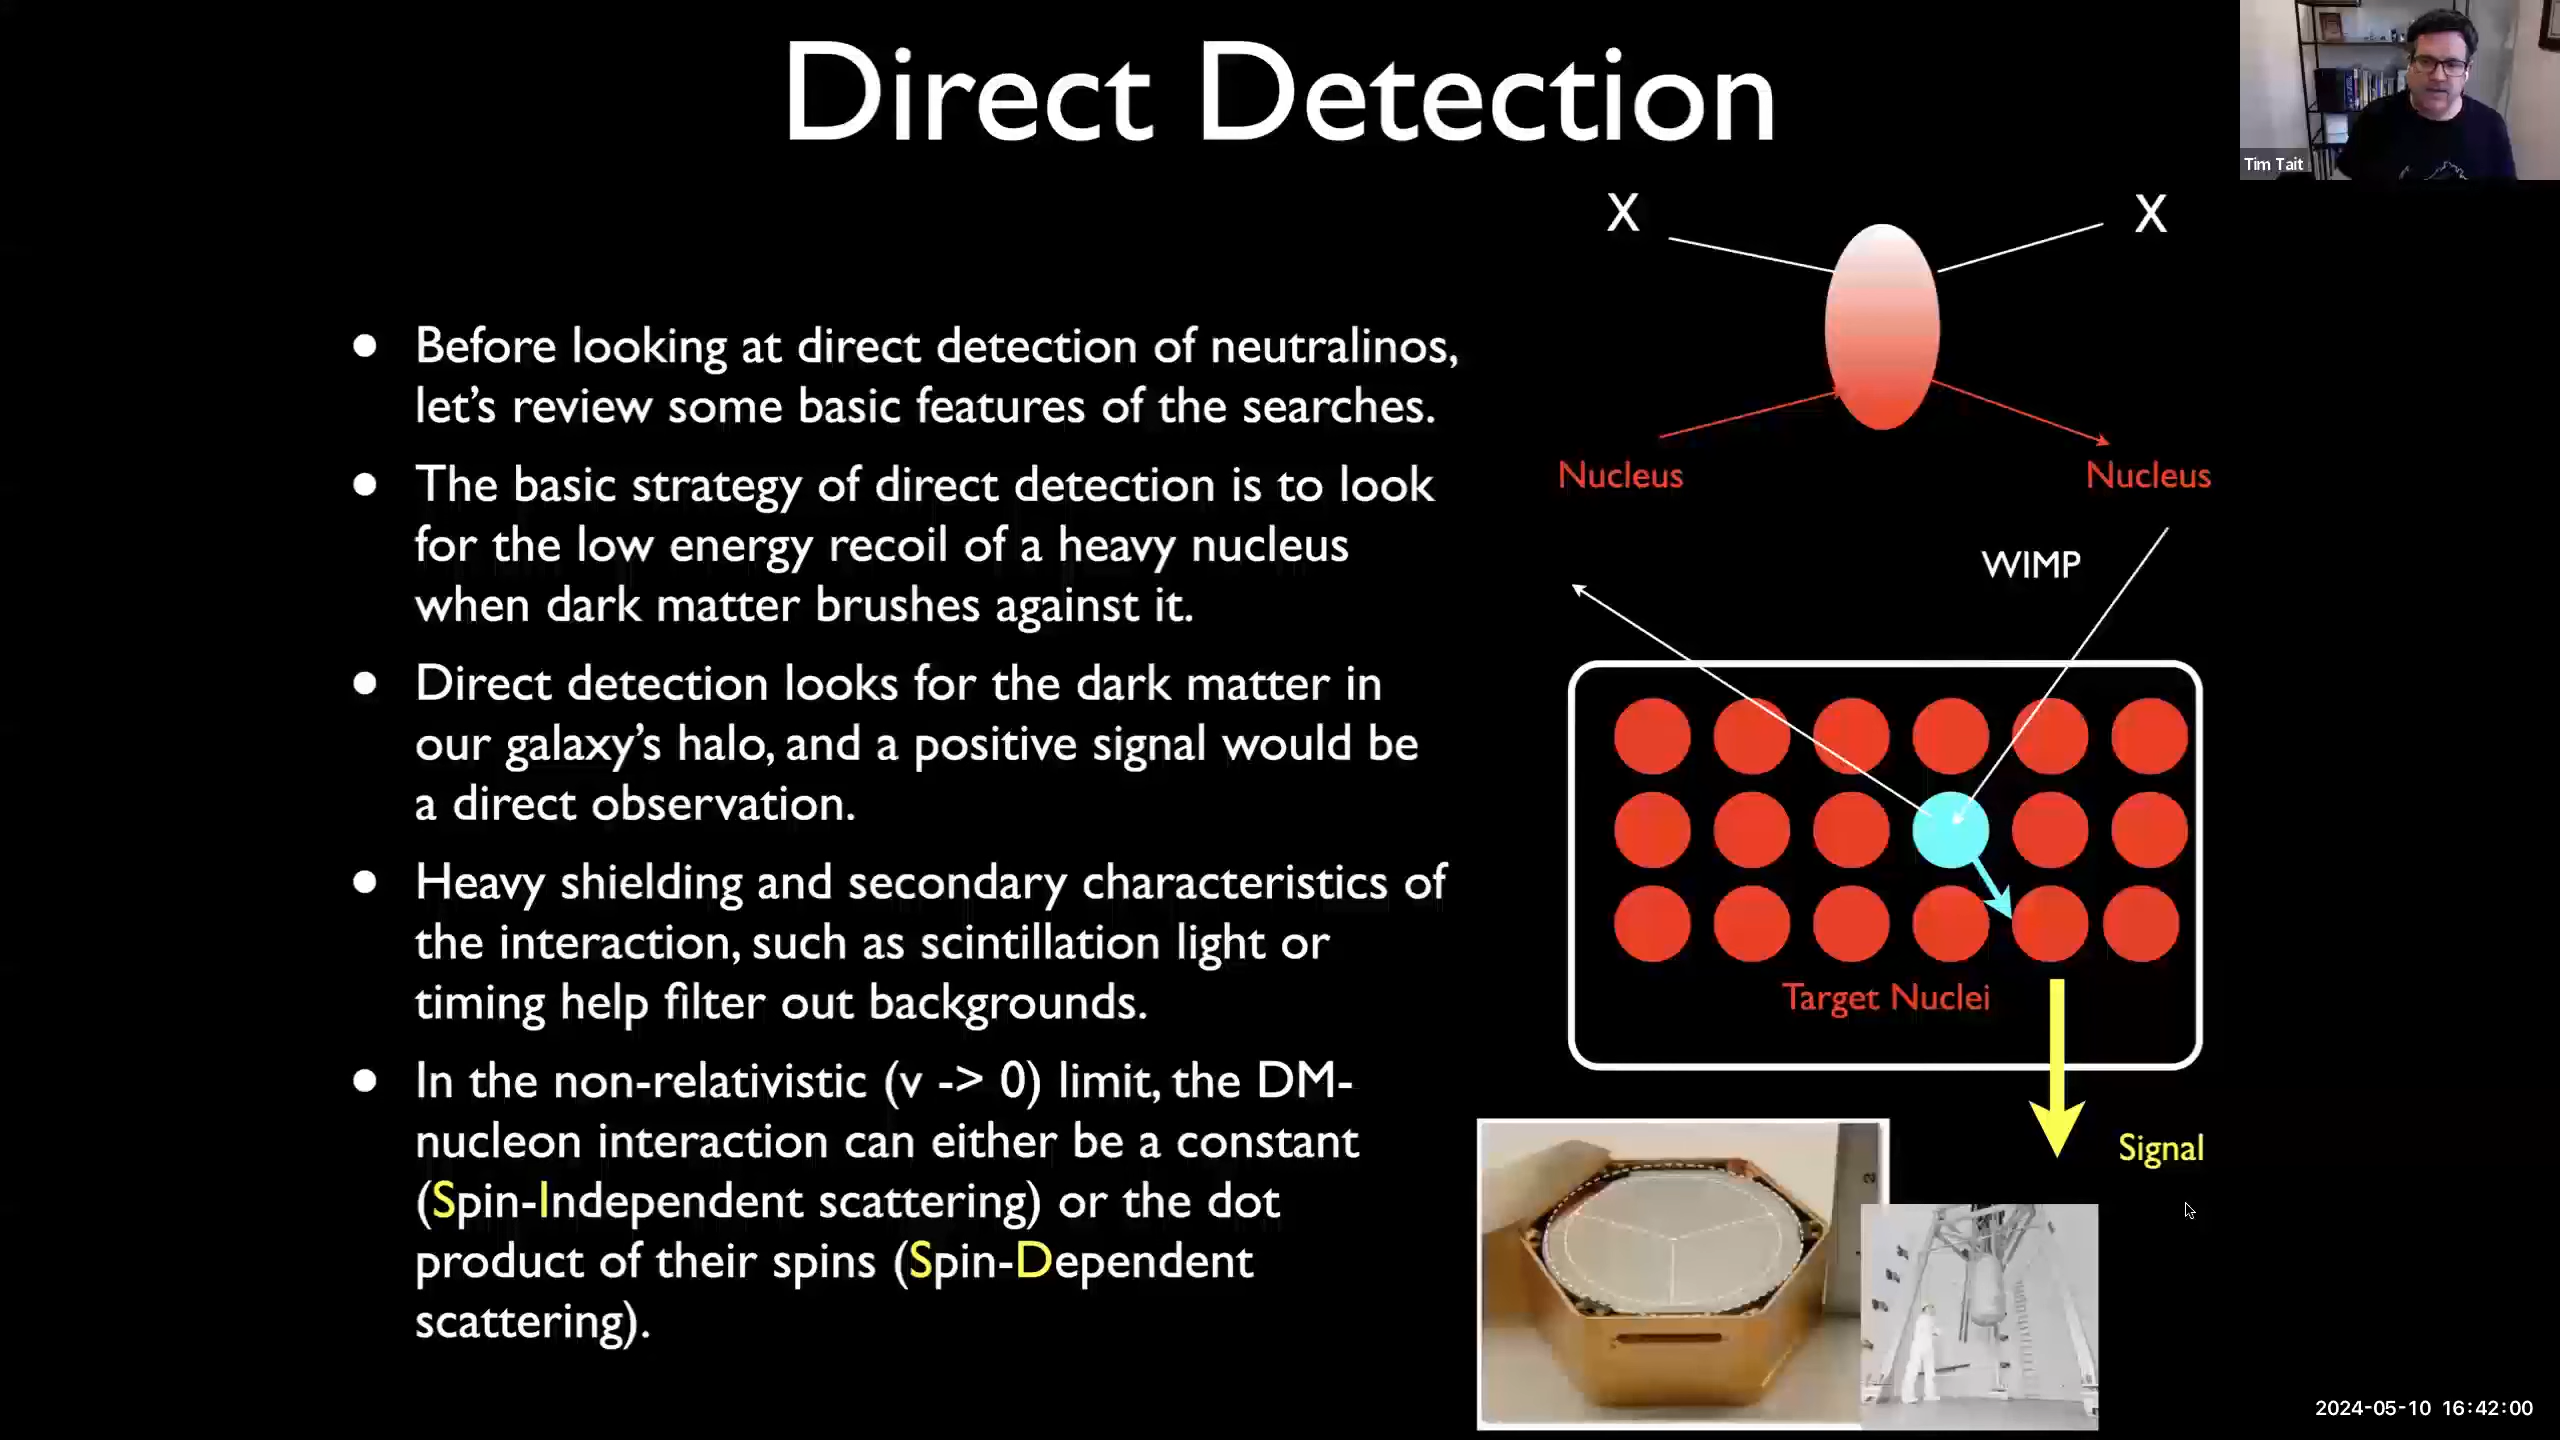 Direct Detection
Tim Tait
X
X
Nucleus
Nucleus
• Before looking at direct detection of neutralinos,
let’s review some basic features of the searches.
• The basic strategy of direct detection is to look
for the low energy recoil of a heavy nucleus
when dark matter brushes against it.
• Direct detection looks for the dark matter in
our galaxy’s halo, and a positive signal would be
a direct observation.
• Heavy shielding and secondary characteristics of
the interaction, such as scintillation light or
timing help filter out backgrounds.
• In the non-relativistic (v -> 0) limit, the DM-
nucleon interaction can either be a constant
(Spin-Independent scattering) or the dot
product of their spins (Spin-Dependent
scattering).
WIMP
Target Nuclei
Signal
2
2024-05-10 16:42:00